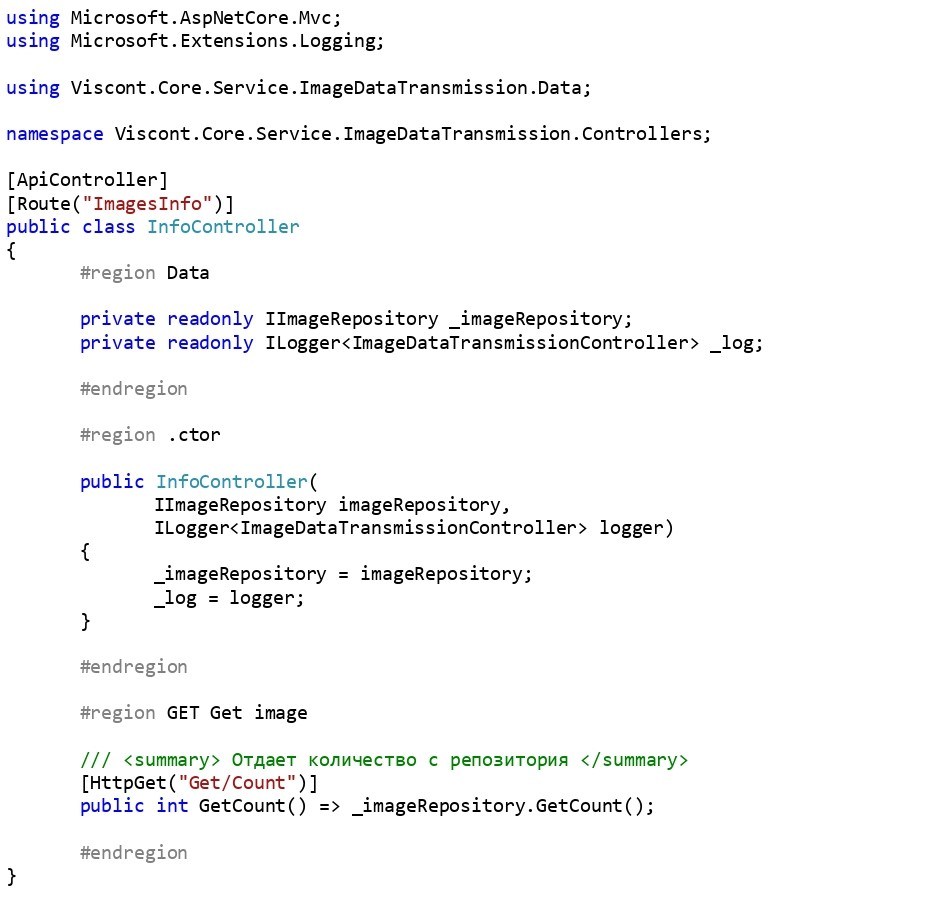 using Microsoft.AspNetCore.Mvc;
using Microsoft.Extensions.Logging;

using Viscont.Core.Service.ImageDataTransmission.Data;

namespace Viscont.Core.Service.ImageDataTransmission.Controllers;

[ApiController]
[Route("ImagesInfo")]
public class InfoController
{
#region Data

private readonly IImageRepository _imageRepository;
private readonly ILogger<ImageDataTransmissionController> _log;

#endregion

#region .ctor

public InfoController(
IImageRepository imageRepository,
ILogger<ImageDataTransmissionController> logger)
{
_imageRepository = imageRepository;
_log = logger;
}

#endregion

#region GET Get image

/// <summary> Отдает количество с репозитория </summary>
[HttpGet("Get/Count")]
public int GetCount() => _imageRepository.GetCount();

#endregion
}